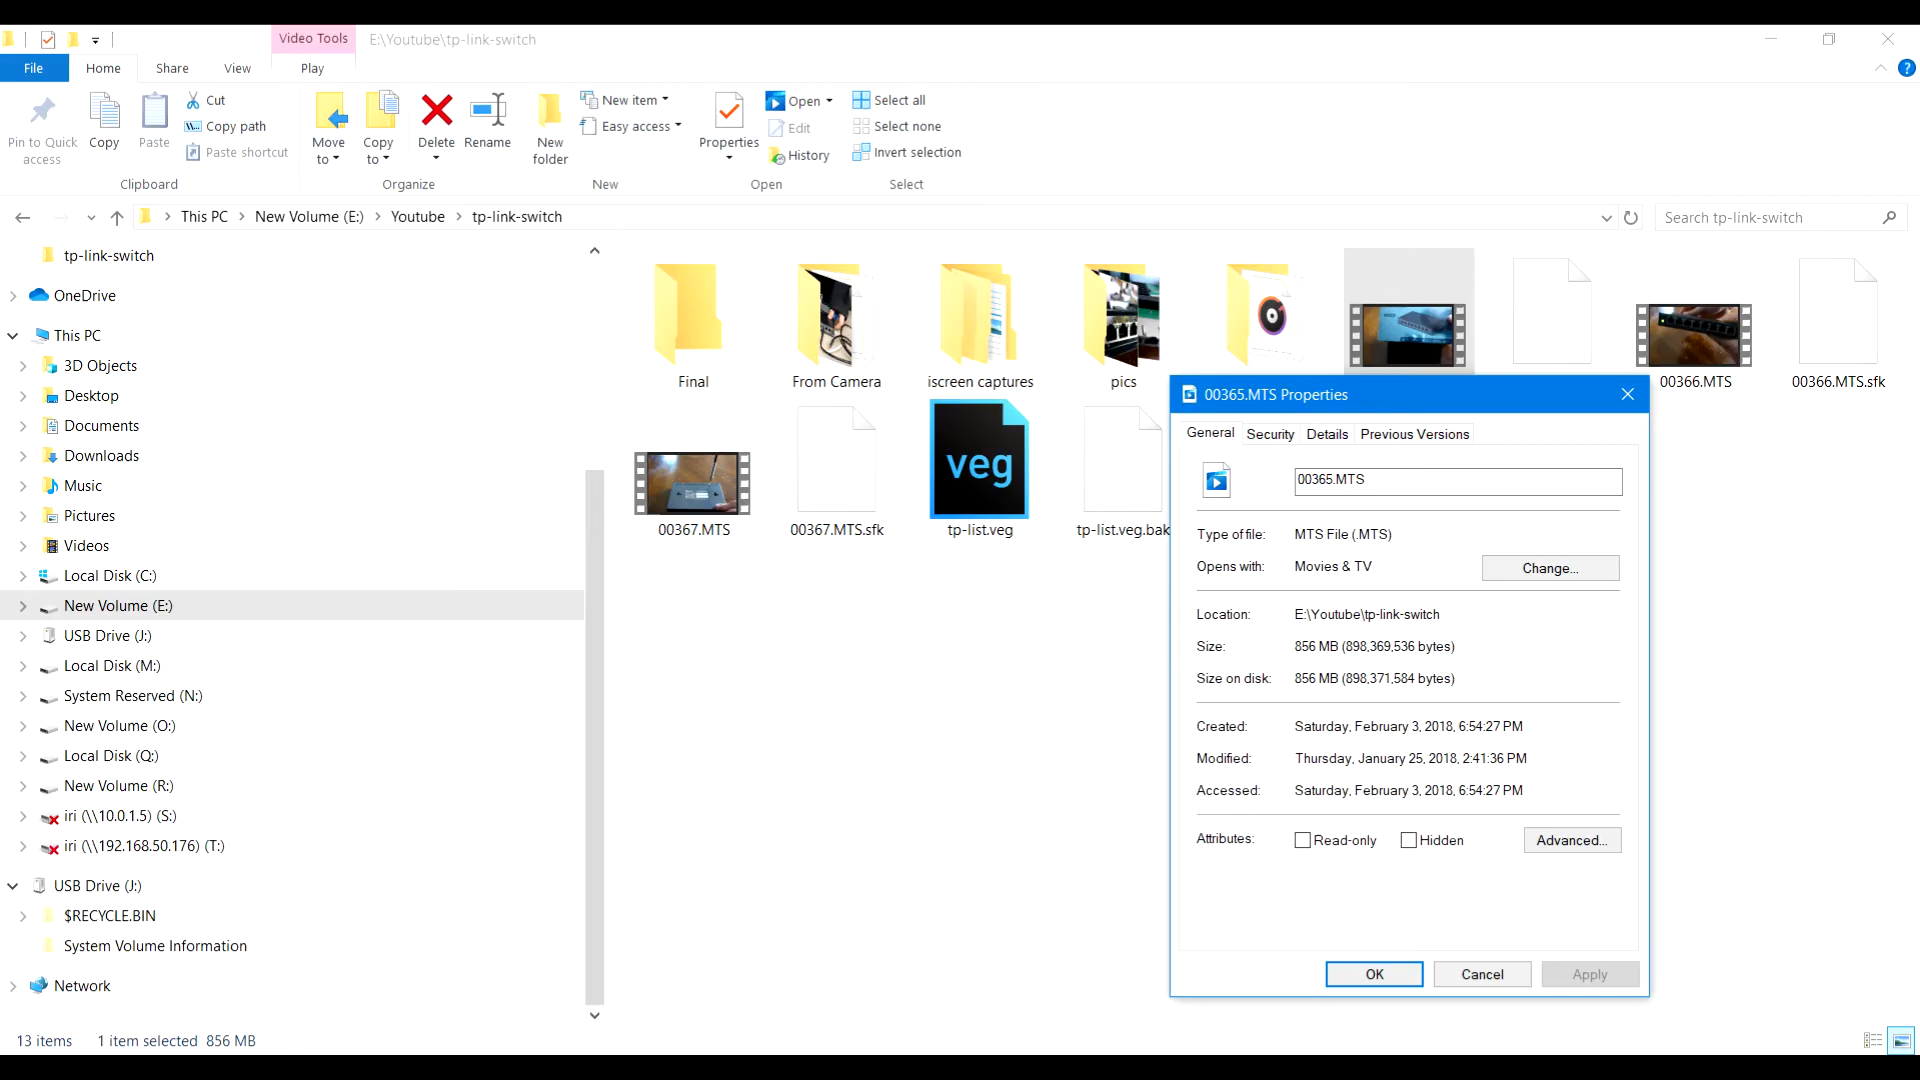 Video Tools
E:\Youtube\tp-link-switch
File
Home
Share
View
Play
?
Pin to Quick
access
Copy
Paste
Cut
Copy path
Paste shortcut
Clipboard
Move
to
Copy
to
Delete
Rename
Organize
New
folder
New item
Easy access
New
Properties
Open
Edit
History
Open
Select all
Select none
Invert selection
Select
This PC
New Volume (E:)
Youtube
tp-link-switch
Search tp-link-switch
tp-link-switch
OneDrive
This PC
3D Objects
Desktop
Documents
Downloads
Music
Pictures
Videos
Local Disk (C:)
New Volume (E:)
USB Drive (J:)
Local Disk (M:)
System Reserved (N:)
New Volume (O:)
Local Disk (Q:)
New Volume (R:)
iri (\\10.0.1.5) (S:)
iri (\\192.168.50.176) (T:)
USB Drive (J:)
$RECYCLE.BIN
System Volume Information
Network
Final
From Camera
iscreen captures
pics
00366.MTS
00366.MTS.sfk
00367.MTS
00367.MTS.sfk
veg
tp-list.veg
tp-list.veg.bak
00365.MTS Properties
General
Security
Details
Previous Versions
00365.MTS
Type of file:
MTS File (.MTS)
Opens with:
Movies & TV
Change...
Location:
E:\Youtube\tp-link-switch
Size:
856 MB (898,369,536 bytes)
Size on disk:
856 MB (898,371,584 bytes)
Created:
Saturday, February 3, 2018, 6:54:27 PM
Modified:
Thursday, January 25, 2018, 2:41:36 PM
Accessed:
Saturday, February 3, 2018, 6:54:27 PM
Attributes:
Read-only
Hidden
Advanced...
OK
Cancel
Apply
13 items
1 item selected 856 MB